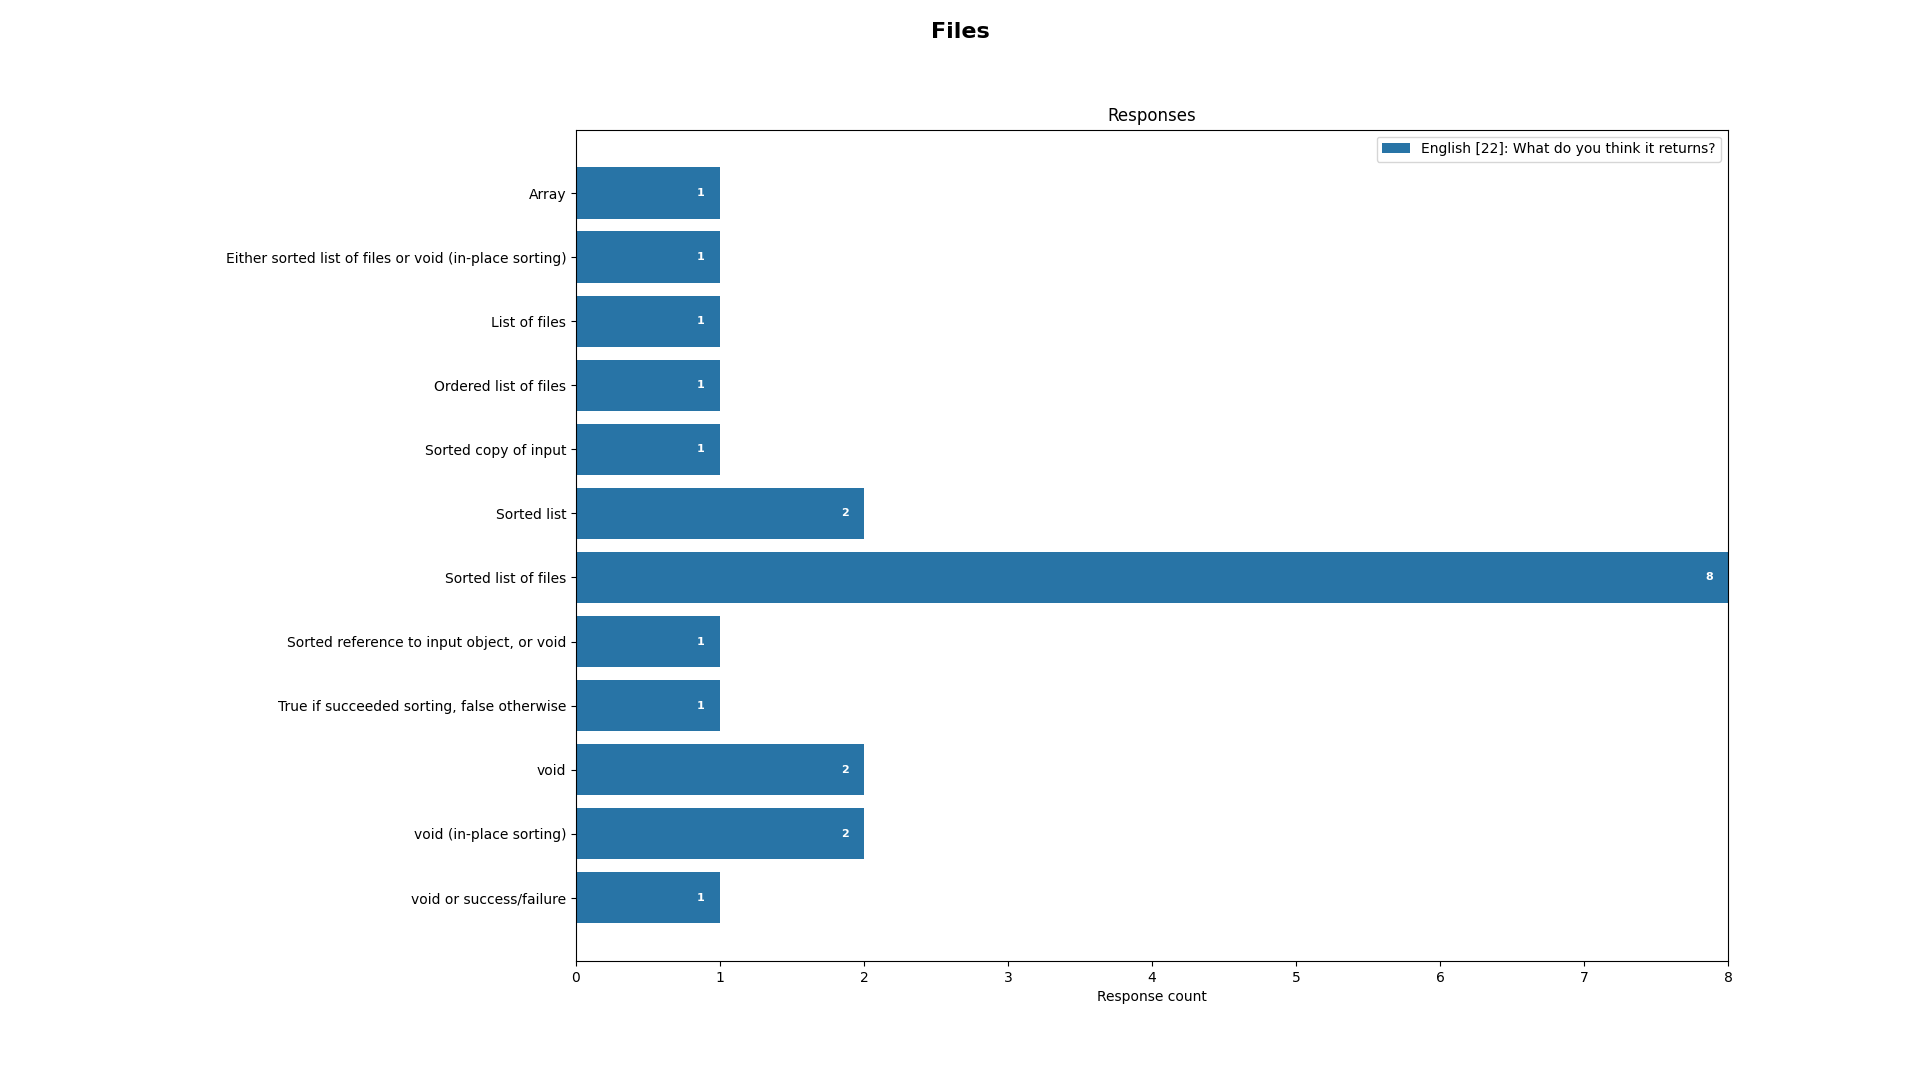 Files
Responses
English [22]: What do you think it returns?
Array 1
Either sorted list of files or void (in-place sorting) 1
List of files 1
Ordered list of files 1
Sorted copy of input 1
Sorted list 2
Sorted list of files 8
Sorted reference to input object, or void 1
True if succeeded sorting, false otherwise 1
void 2
void (in-place sorting) 2
void or success/failure 1
0 1 2 3 4 5 6 7 8
Response count